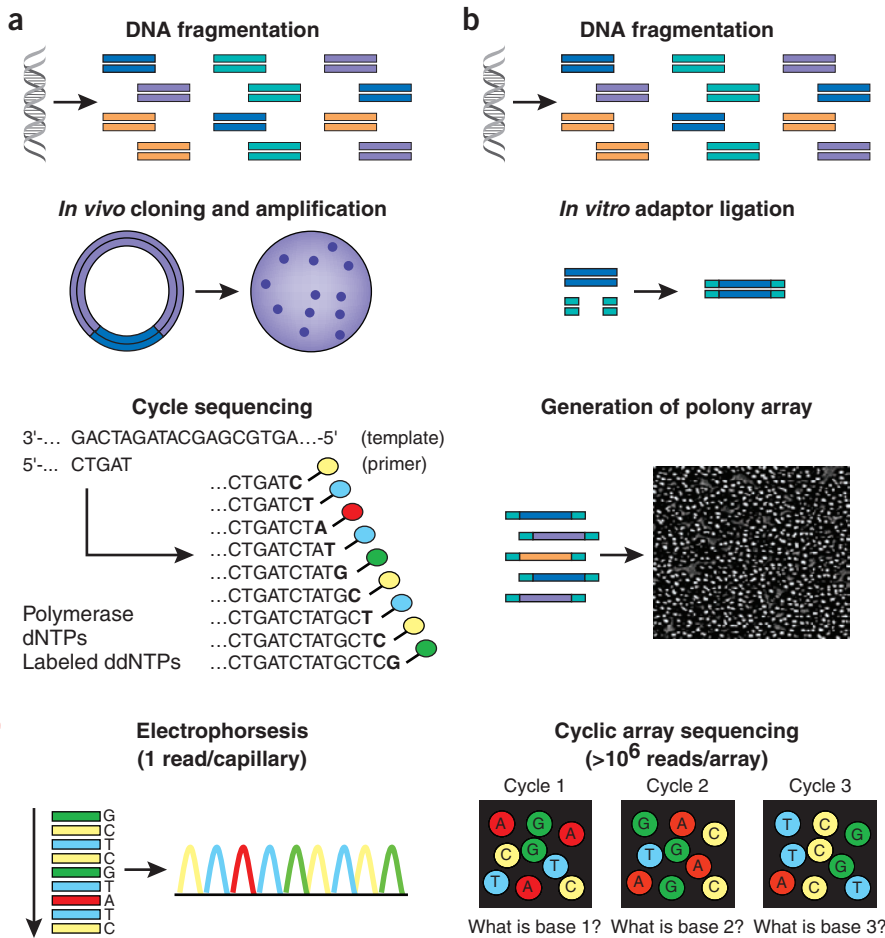 a
DNA fragmentation
In vivo cloning and amplification
Cycle sequencing
3'-... GACTAGATACGAGCGTGA...-5' (template)
5'-... CTGAT (primer)
...CTGATC
...CTGATCT
...CTGATCTA
...CTGATCTAT
...CTGATCTATG
...CTGATCTATGC
...CTGATCTATGCT
...CTGATCTATGCTC
...CTGATCTATGCTCG
Polymerase
dNTPs
Labeled ddNTPs
Electrophorsesis
(1 read/capillary)
G
C
T
C
G
T
A
T
C
b
DNA fragmentation
In vitro adaptor ligation
Generation of polony array
Cyclic array sequencing
(>10⁶ reads/array)
Cycle 1
A G A
C G T
T A C
What is base 1?
Cycle 2
G A C
T G A
A G C
What is base 2?
Cycle 3
T C G
T C G
A C T
What is base 3?